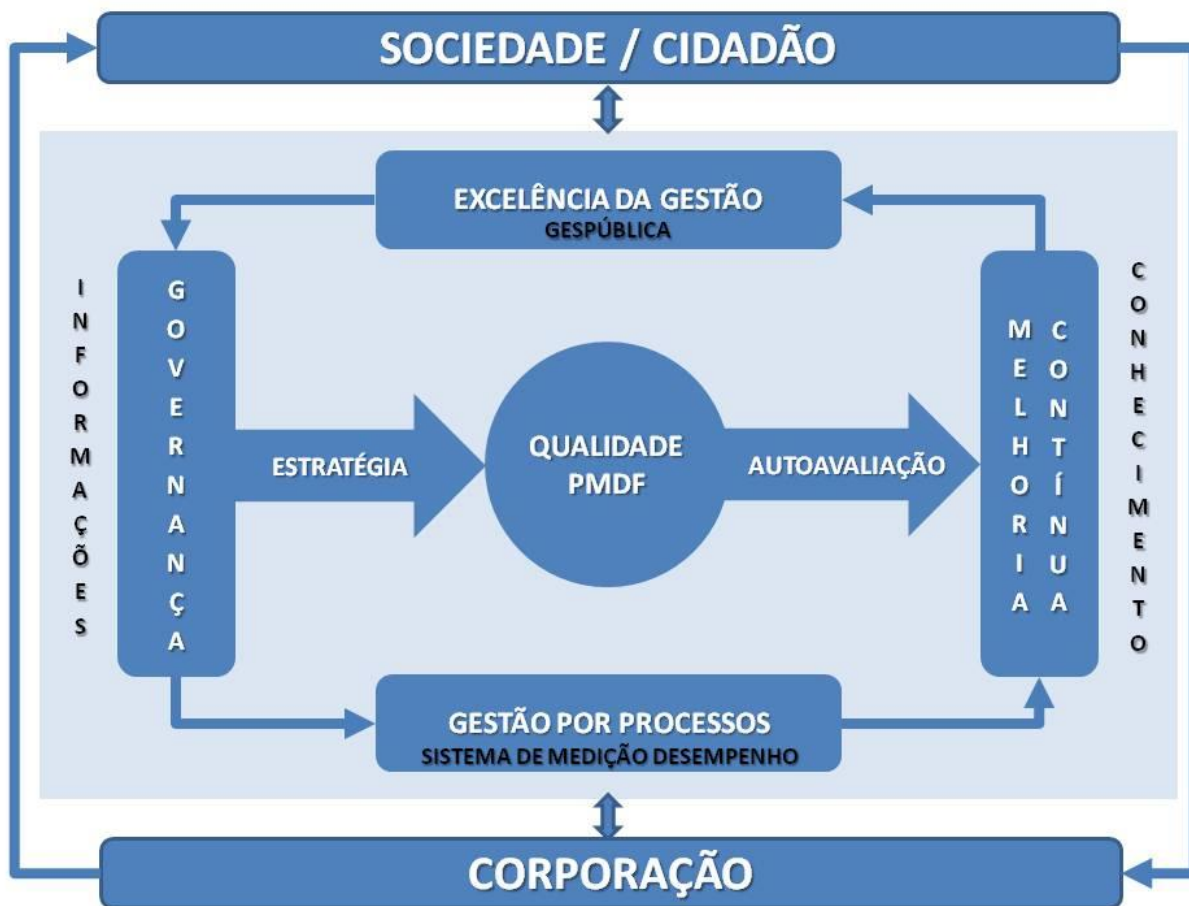 SOCIEDADE / CIDADÃO
EXCELÊNCIA DA GESTÃO
GESPÚBLICA
INFORMAÇÕES
GOVERNANÇA
ESTRATÉGIA
QUALIDADE
PMDF
AUTOAVALIAÇÃO
MELHORIA
CONTÍNUA
CONHECIMENTO
GESTÃO POR PROCESSOS
SISTEMA DE MEDIÇÃO DESEMPENHO
CORPORAÇÃO